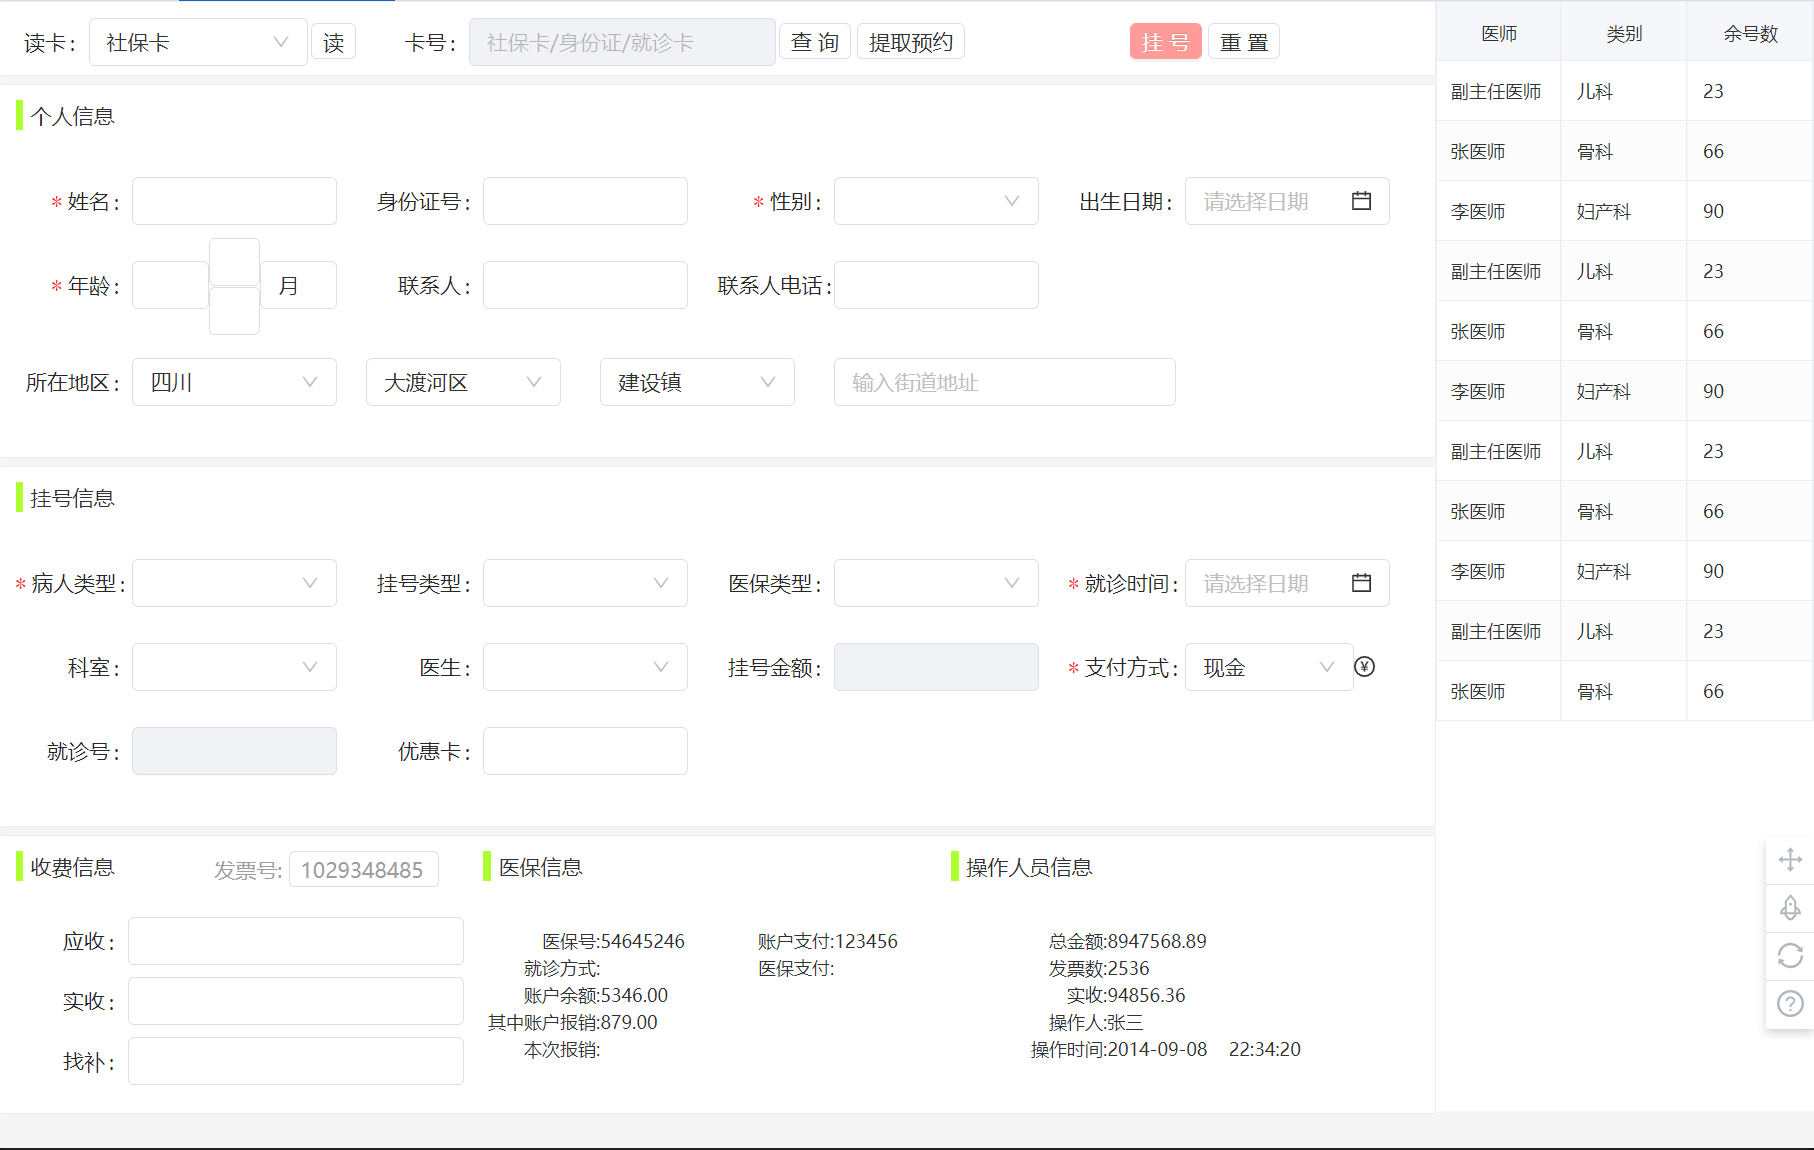 读卡: 社保卡 读 卡号: 社保卡/身份证/就诊卡 查 询 提取预约 挂 号 重 置
个人信息
* 姓名: 身份证号: * 性别: 出生日期: 请选择日期
* 年龄: 月 联系人: 联系人电话:
所在地区: 四川 大渡河区 建设镇 输入街道地址
挂号信息
* 病人类型: 挂号类型: 医保类型: * 就诊时间: 请选择日期
科室: 医生: 挂号金额: * 支付方式: 现金 ¥
就诊号: 优惠卡:
收费信息 发票号: 1029348485
应收:
实收:
找补:
医保信息
医保号:54645246 账户支付:123456
就诊方式: 医保支付:
账户余额:5346.00
其中账户报销:879.00
本次报销:
操作人员信息
总金额:8947568.89
发票数:2536
实收:94856.36
操作人:张三
操作时间:2014-09-08 22:34:20
医师 类别 余号数
副主任医师 儿科 23
张医师 骨科 66
李医师 妇产科 90
副主任医师 儿科 23
张医师 骨科 66
李医师 妇产科 90
副主任医师 儿科 23
张医师 骨科 66
李医师 妇产科 90
副主任医师 儿科 23
张医师 骨科 66